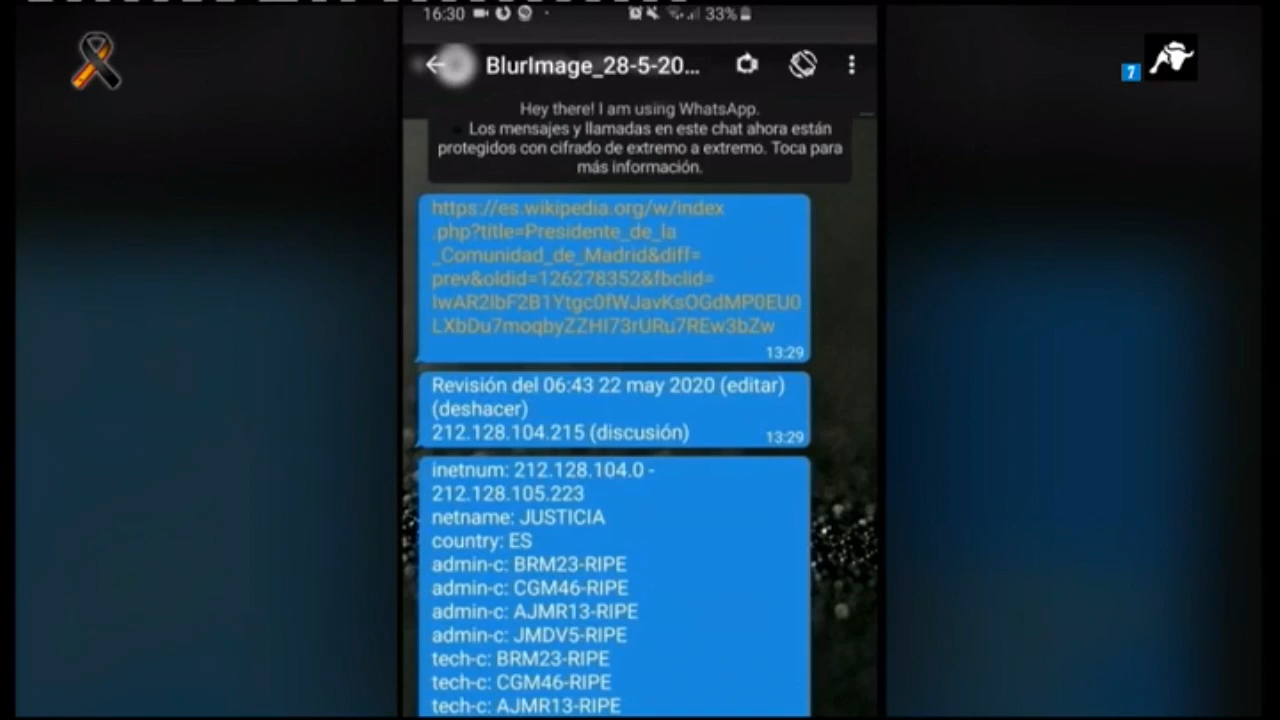 16:30
33%
BlurImage_28-5-20...
7
Hey there! I am using WhatsApp.
Los mensajes y llamadas en este chat ahora están
protegidos con cifrado de extremo a extremo. Toca para
más información.
https://es.wikipedia.org/w/index
.php?title=Presidente_de_la
_Comunidad_de_Madrid&diff=
prev&oldid=126278352&fbclid=
13:29
Revisión del 06:43 22 may 2020 (editar)
(deshacer)
212.128.104.215 (discusión)
13:29
inetnum: 212.128.104.0 -
212.128.105.223
netname: JUSTICIA
country: ES
admin-c: BRM23-RIPE
admin-c: CGM46-RIPE
admin-c: AJMR13-RIPE
admin-c: JMDV5-RIPE
tech-c: BRM23-RIPE
tech-c: CGM46-RIPE
tech-c: AJMR13-RIPE